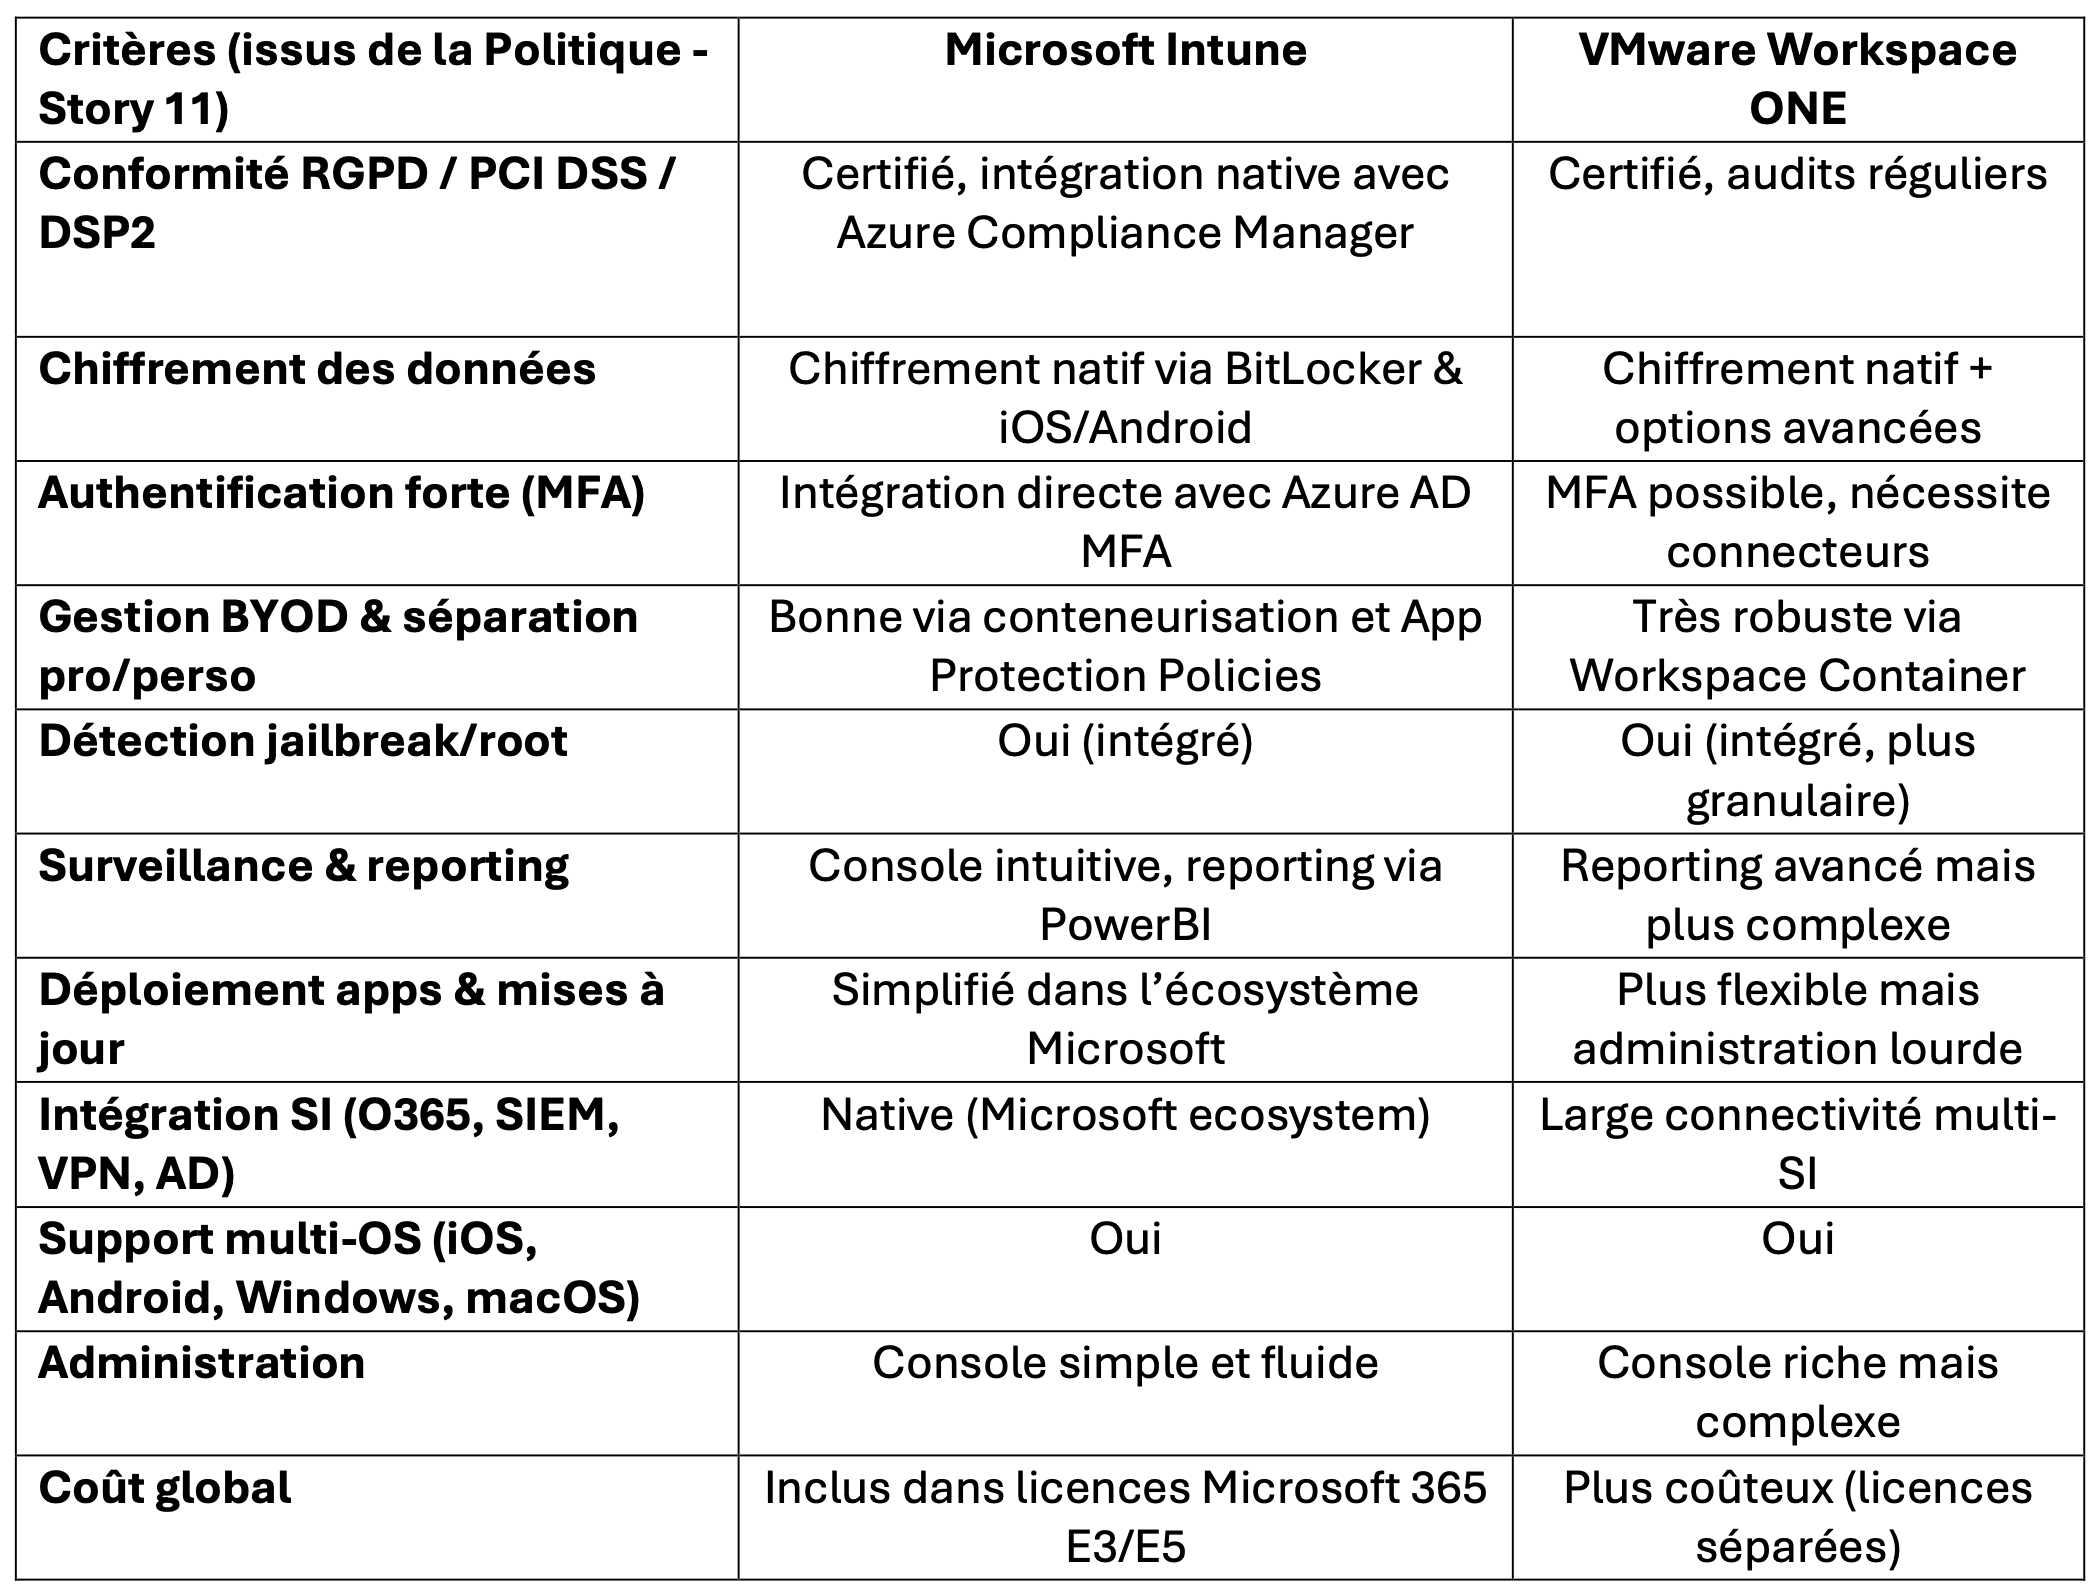 Critères (issus de la Politique -
Story 11)
Microsoft Intune
VMware Workspace
ONE
Conformité RGPD / PCI DSS /
DSP2
Certifié, intégration native avec
Azure Compliance Manager
Certifié, audits réguliers
Chiffrement des données
Chiffrement natif via BitLocker &
iOS/Android
Chiffrement natif +
options avancées
Authentification forte (MFA)
Intégration directe avec Azure AD
MFA
MFA possible, nécessite
connecteurs
Gestion BYOD & séparation
pro/perso
Bonne via conteneurisation et App
Protection Policies
Très robuste via
Workspace Container
Détection jailbreak/root
Oui (intégré)
Oui (intégré, plus
granulaire)
Surveillance & reporting
Console intuitive, reporting via
PowerBI
Reporting avancé mais
plus complexe
Déploiement apps & mises à
jour
Simplifié dans l’écosystème
Microsoft
Plus flexible mais
administration lourde
Intégration SI (O365, SIEM,
VPN, AD)
Native (Microsoft ecosystem)
Large connectivité multi-
SI
Support multi-OS (iOS,
Android, Windows, macOS)
Oui
Oui
Administration
Console simple et fluide
Console riche mais
complexe
Coût global
Inclus dans licences Microsoft 365
E3/E5
Plus coûteux (licences
séparées)